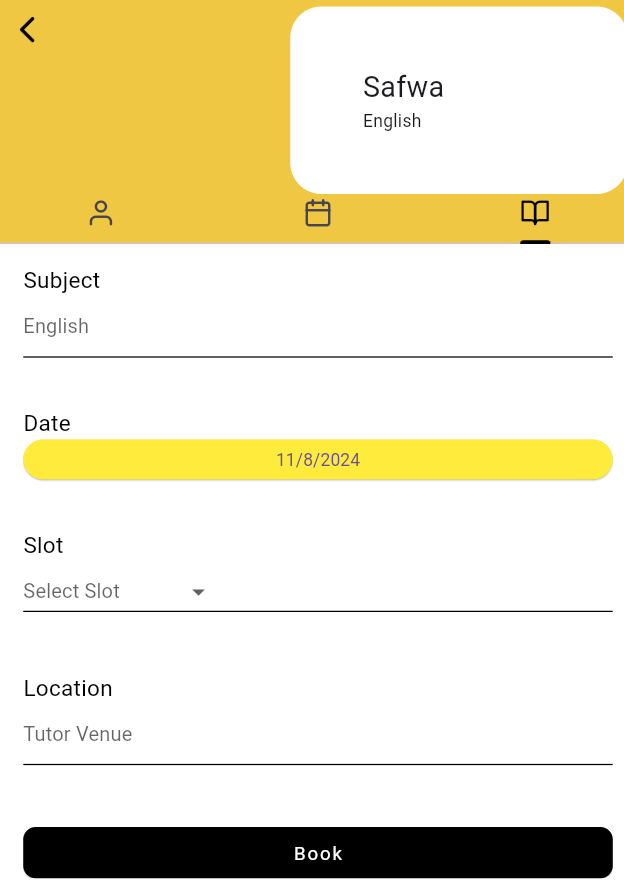 Safwa
English
Subject
English
Date
11/8/2024
Slot
Select Slot
Location
Tutor Venue
Book